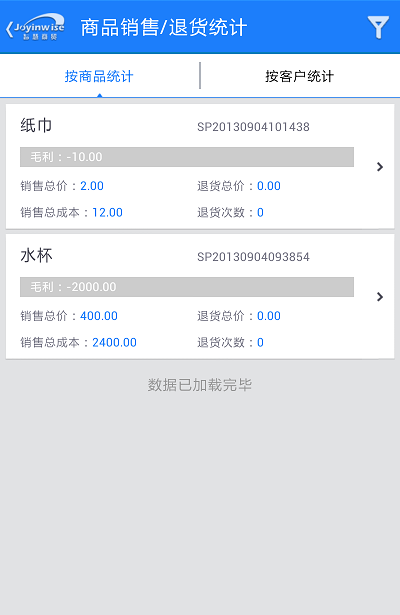 Joyinwise
智慧商贸
商品销售/退货统计
按商品统计 按客户统计
纸巾 SP20130904101438
毛利：-10.00
销售总价：2.00 退货总价：0.00
销售总成本：12.00 退货次数：0
水杯 SP20130904093854
毛利：-2000.00
销售总价：400.00 退货总价：0.00
销售总成本：2400.00 退货次数：0
数据已加载完毕